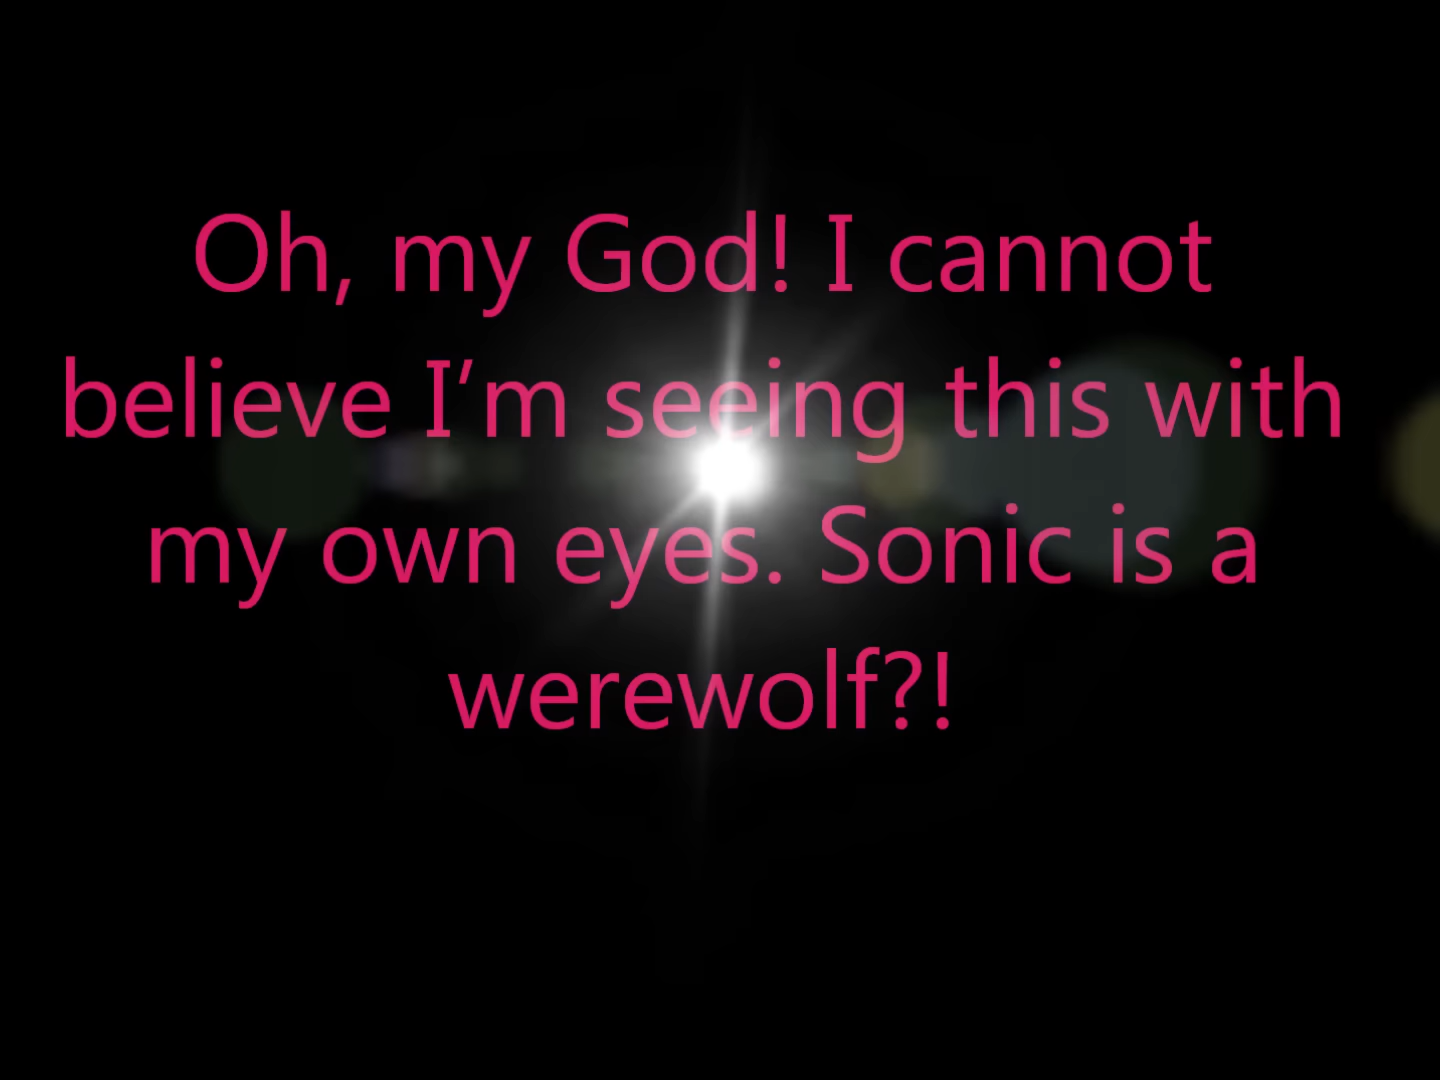 Oh, my God! I cannot
believe I’m seeing this with
my own eyes. Sonic is a
werewolf?!